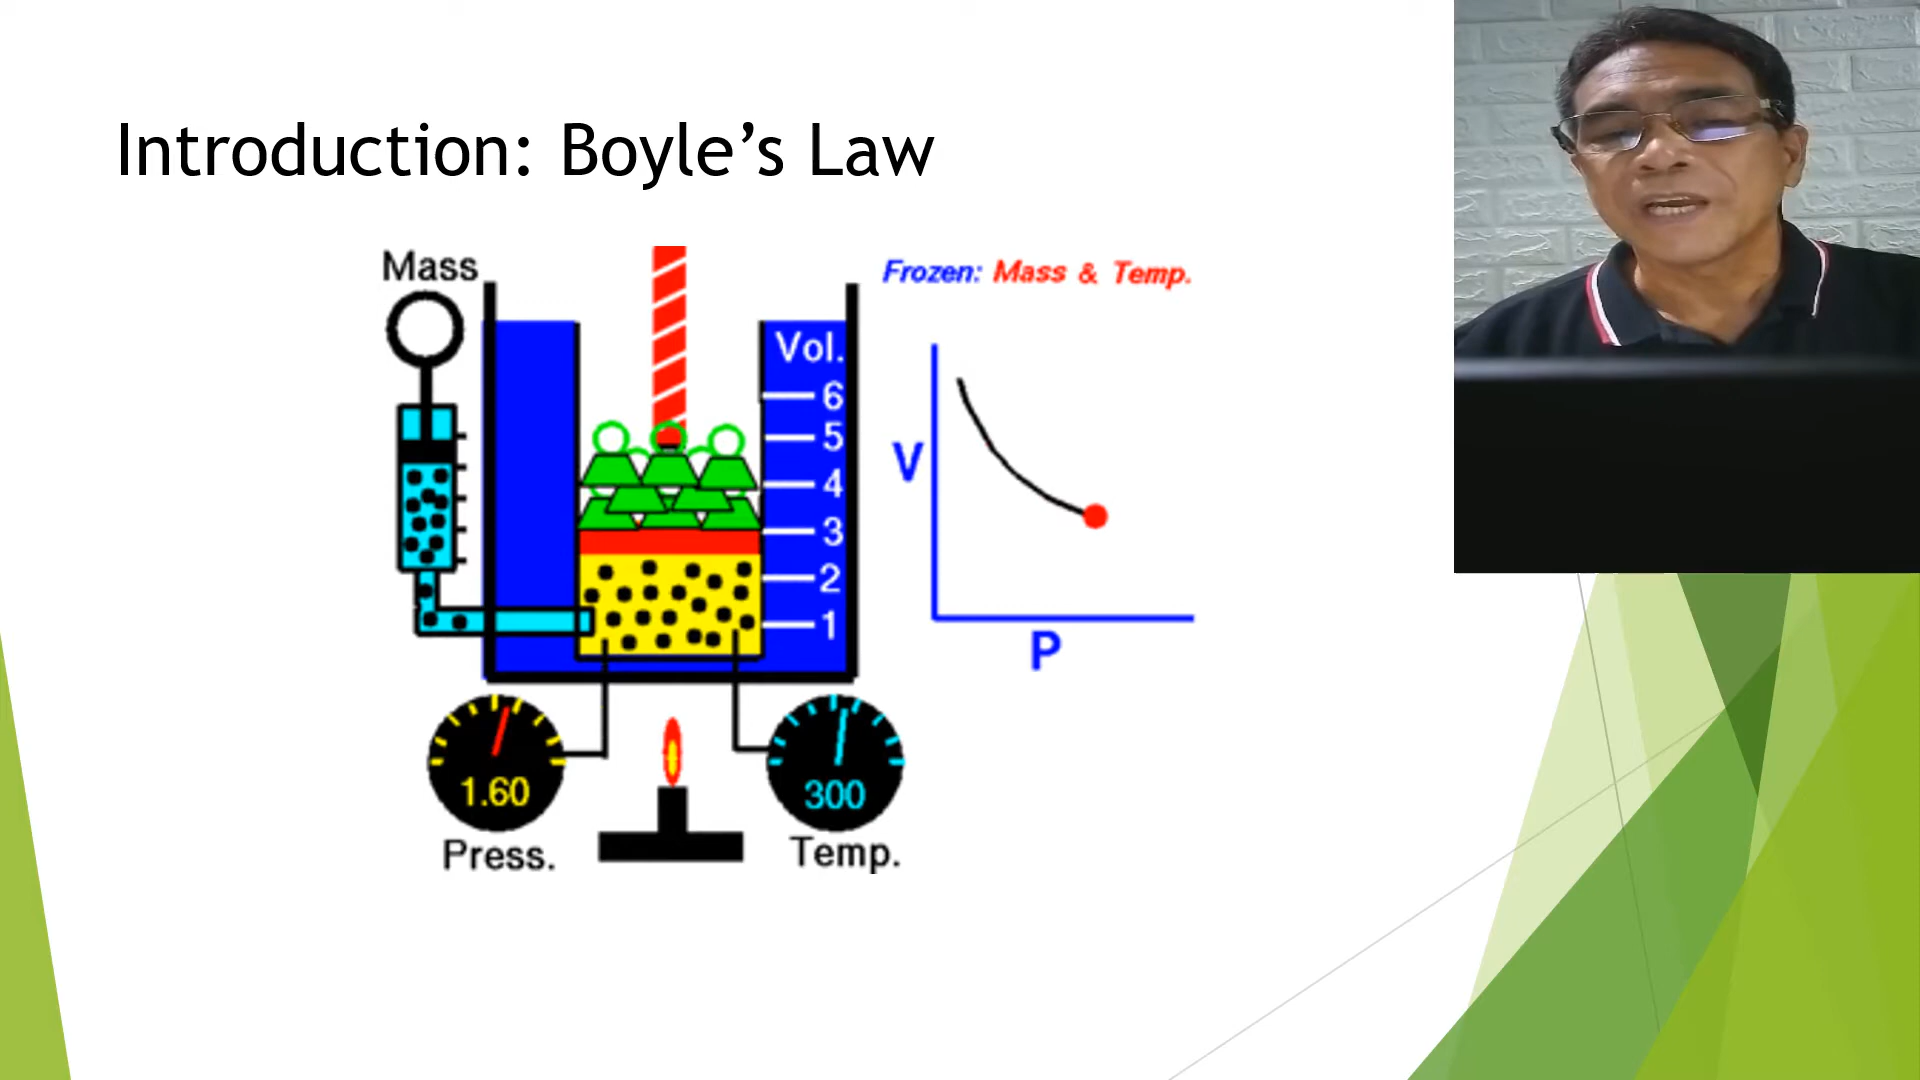 Introduction: Boyle’s Law
Mass
Frozen: Mass & Temp.
Vol.
6
5
4
3
2
1
V
P
1.60
300
Press.
Temp.